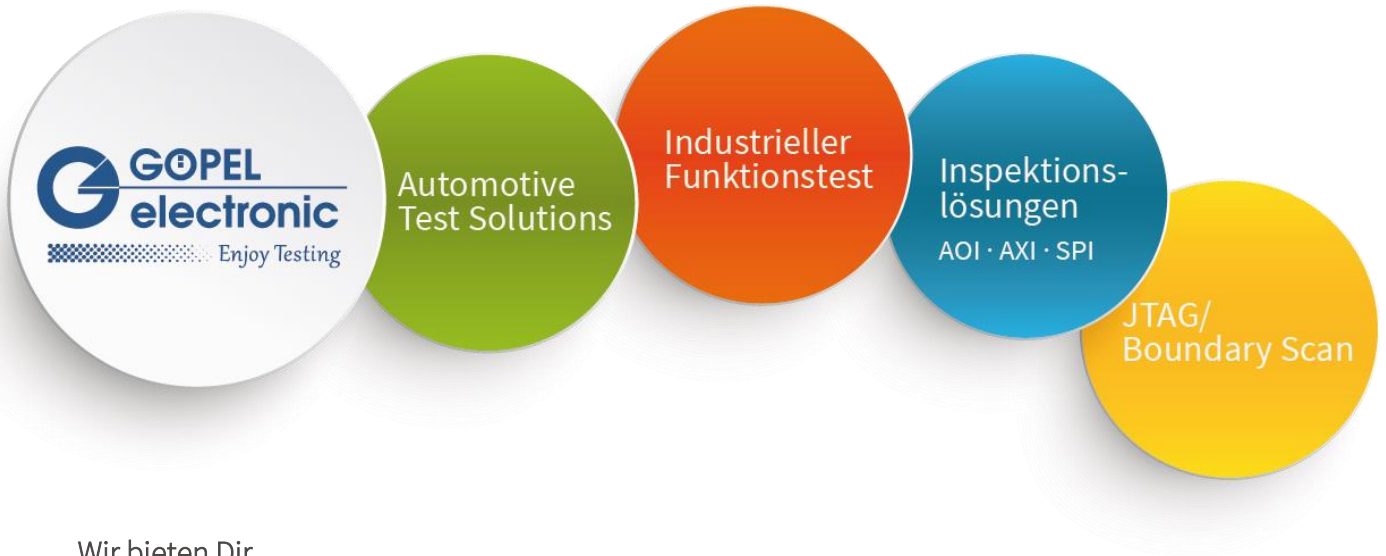 GÖPEL
electronic
Enjoy Testing
Automotive
Test Solutions
Industrieller
Funktionstest
Inspektions-
lösungen
AOI · AXI · SPI
JTAG/
Boundary Scan
Wir bieten Dir